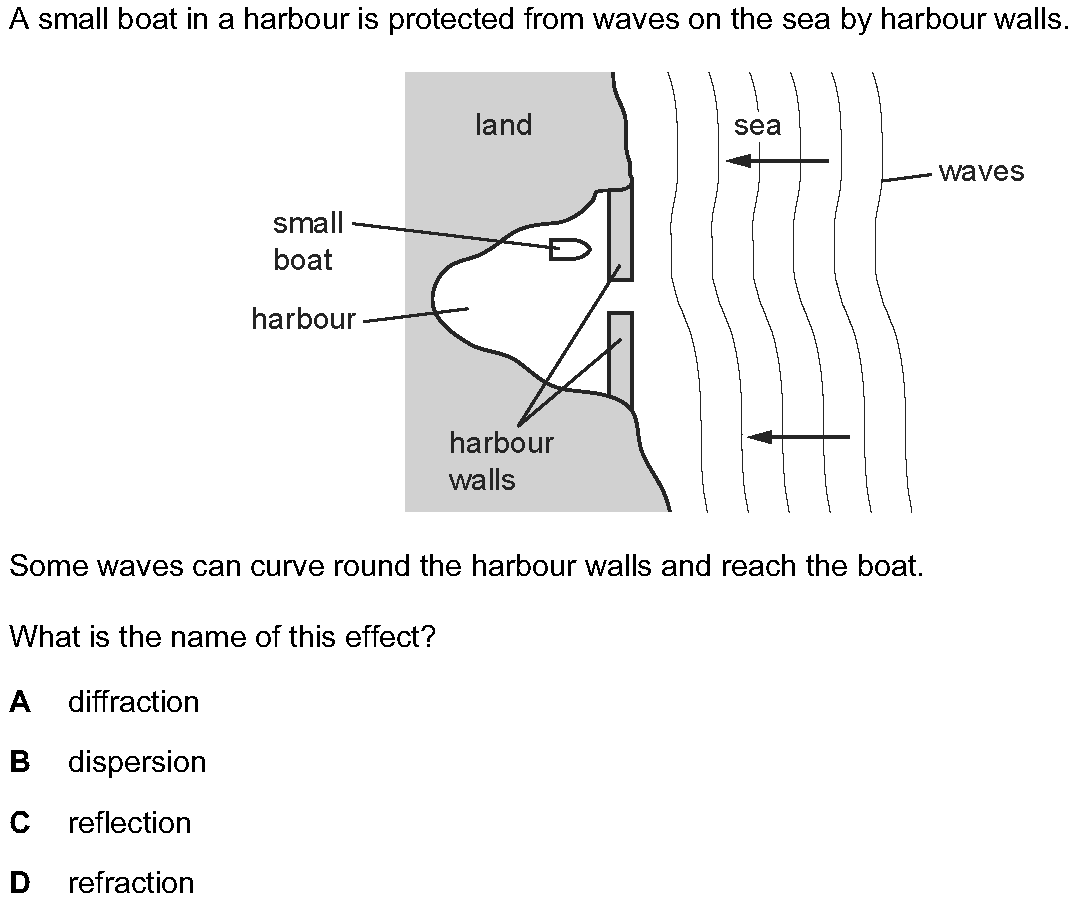 A small boat in a harbour is protected from waves on the sea by harbour walls.
land
sea
waves
small
boat
harbour
harbour
walls
Some waves can curve round the harbour walls and reach the boat.
What is the name of this effect?
A diffraction
B dispersion
C reflection
D refraction